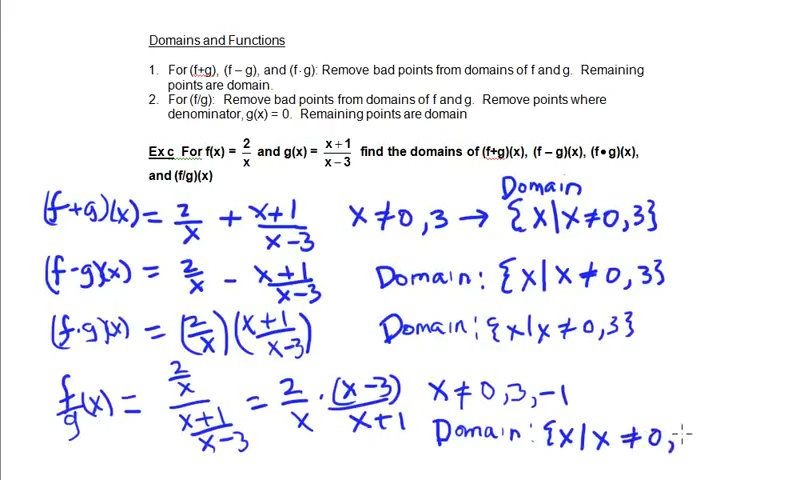 Domains and Functions
1. For (f+g), (f – g), and (f·g): Remove bad points from domains of f and g. Remaining
points are domain.
2. For (f/g): Remove bad points from domains of f and g. Remove points where
denominator, g(x) = 0. Remaining points are domain
Ex c For f(x) = 2/x and g(x) = x+1/x−3 find the domains of (f+g)(x), (f – g)(x), (f•g)(x),
and (f/g)(x)
Domain
(f+g)(x) = 2/x + x+1/x−3 x≠0,3 → {x|x≠0,3}
(f-g)(x) = 2/x − x+1/x−3 Domain: {x|x≠0,3}
(f·g)(x) = (2/x)(x+1/x−3) Domain: {x|x≠0,3}
f/g(x) = 2/x / x+1/x−3 = 2/x · (x−3)/x+1 x≠0,3,-1
Domain: {x|x≠0,